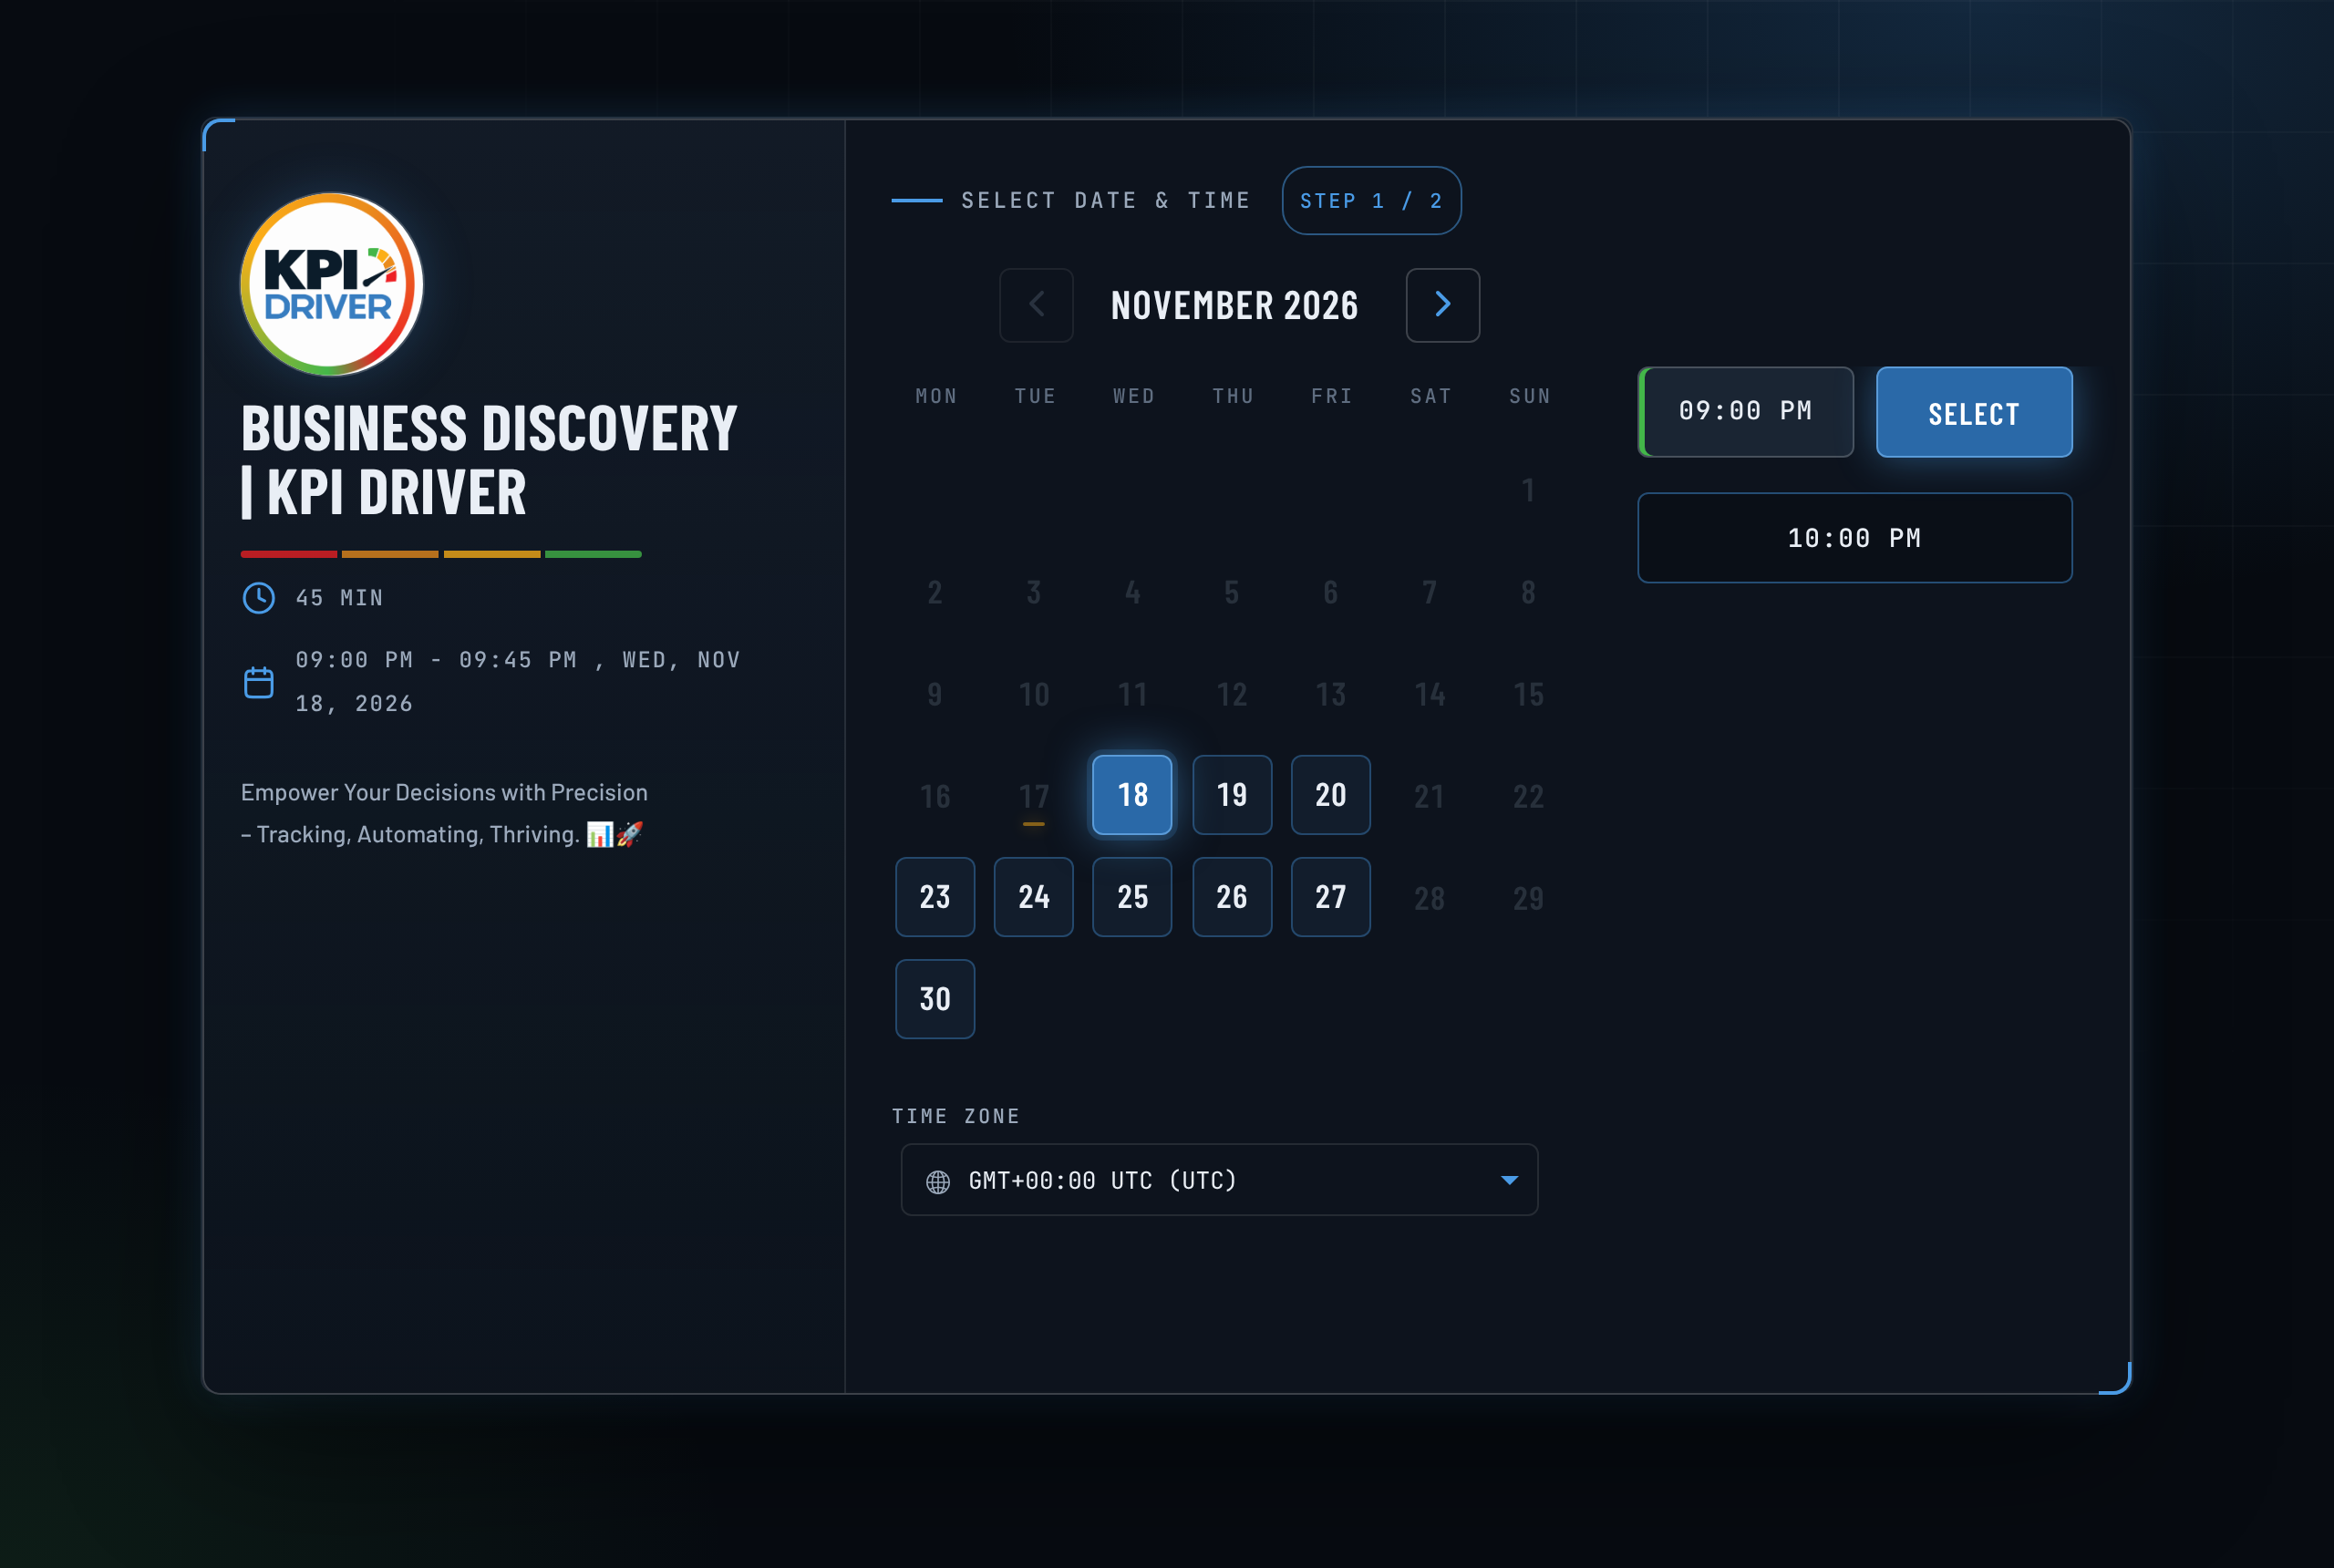 KPI
DRIVER
BUSINESS DISCOVERY
| KPI DRIVER
45 MIN
09:00 PM - 09:45 PM , WED, NOV
18, 2026
Empower Your Decisions with Precision
– Tracking, Automating, Thriving. 📊🚀
SELECT DATE & TIME
STEP 1 / 2
NOVEMBER 2026
MON TUE WED THU FRI SAT SUN
1
2 3 4 5 6 7 8
9 10 11 12 13 14 15
16 17 18 19 20 21 22
23 24 25 26 27 28 29
30
TIME ZONE
GMT+00:00 UTC (UTC)
09:00 PM
SELECT
10:00 PM